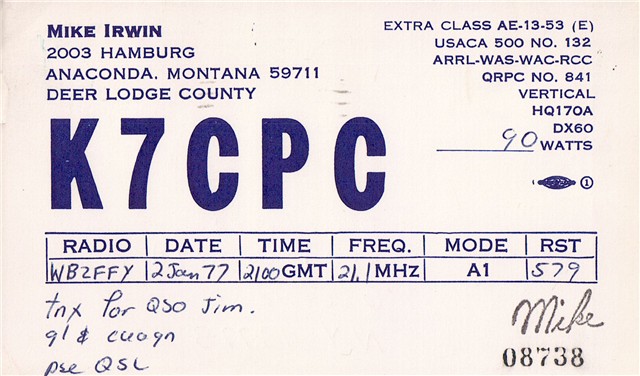 MIKE IRWIN
2003 HAMBURG
ANACONDA, MONTANA 59711
DEER LODGE COUNTY
EXTRA CLASS AE-13-53 (E)
USACA 500 NO. 132
ARRL-WAS-WAC-RCC
QRPC NO. 841
VERTICAL
HQ170A
DX60
90 WATTS
K7CPC
RADIO DATE TIME FREQ. MODE RST
WB2FFY 2 Jan 77 2100 GMT 21.1 MHZ A1 579
tnx for QSO Jim.
gl & cuagn
pse QSL
Mike
08738